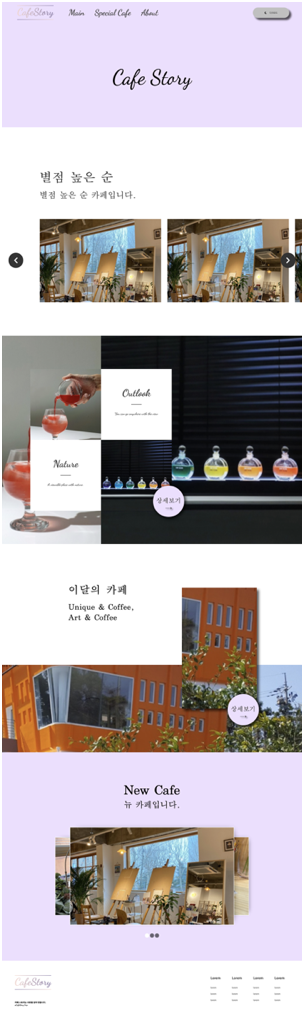 CafeStory
Main Special Cafe About
Cafe Story
별점 높은 순
별점 높은 순 카페입니다.
Outlook
Nature
상세보기
이달의 카페
Unique & Coffee,
Art & Coffee
상세보기
New Cafe
뉴 카페입니다.
CafeStory
Lorem Lorem Lorem Lorem